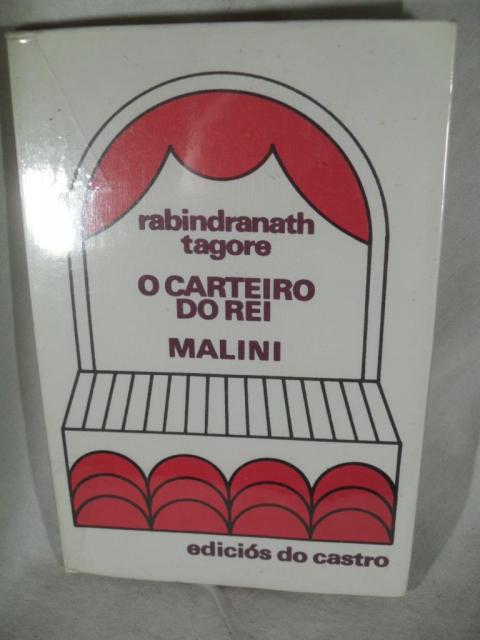 rabindranath
tagore
O CARTEIRO
DO REI
MALINI
ediciós do castro